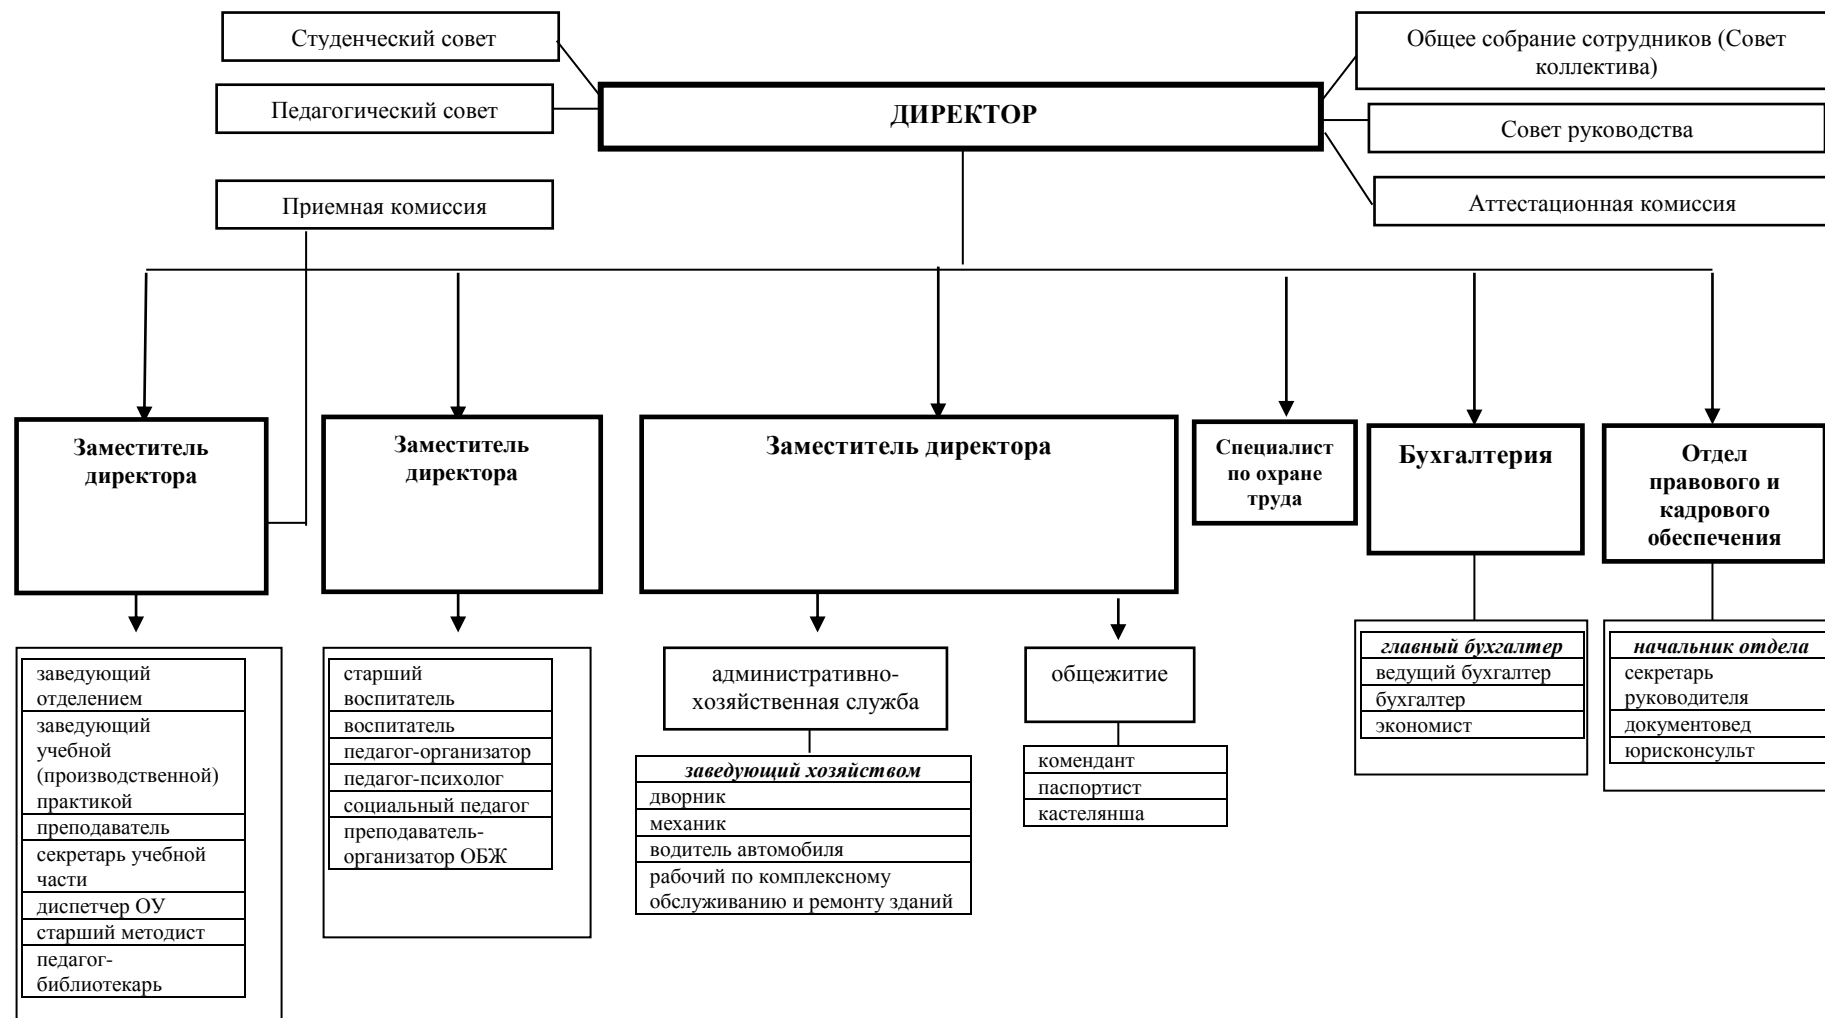 Студенческий совет
Общее собрание сотрудников (Совет
коллектива)
Педагогический совет
ДИРЕКТОР
Совет руководства
Приемная комиссия
Аттестационная комиссия
Заместитель
директора
Заместитель
директора
Заместитель директора
Специалист
по охране
труда
Бухгалтерия
Отдел
правового и
кадрового
обеспечения
заведующий
отделением
заведующий
учебной
(производственной)
практикой
преподаватель
секретарь учебной
части
диспетчер ОУ
старший методист
педагог-
библиотекарь
старший
воспитатель
воспитатель
педагог-организатор
педагог-психолог
социальный педагог
преподаватель-
организатор ОБЖ
административно-
хозяйственная служба
заведующий хозяйством
дворник
механик
водитель автомобиля
рабочий по комплексному
обслуживанию и ремонту зданий
общежитие
комендант
паспортист
кастелянша
главный бухгалтер
ведущий бухгалтер
бухгалтер
экономист
начальник отдела
секретарь
руководителя
документовед
юрисконсульт